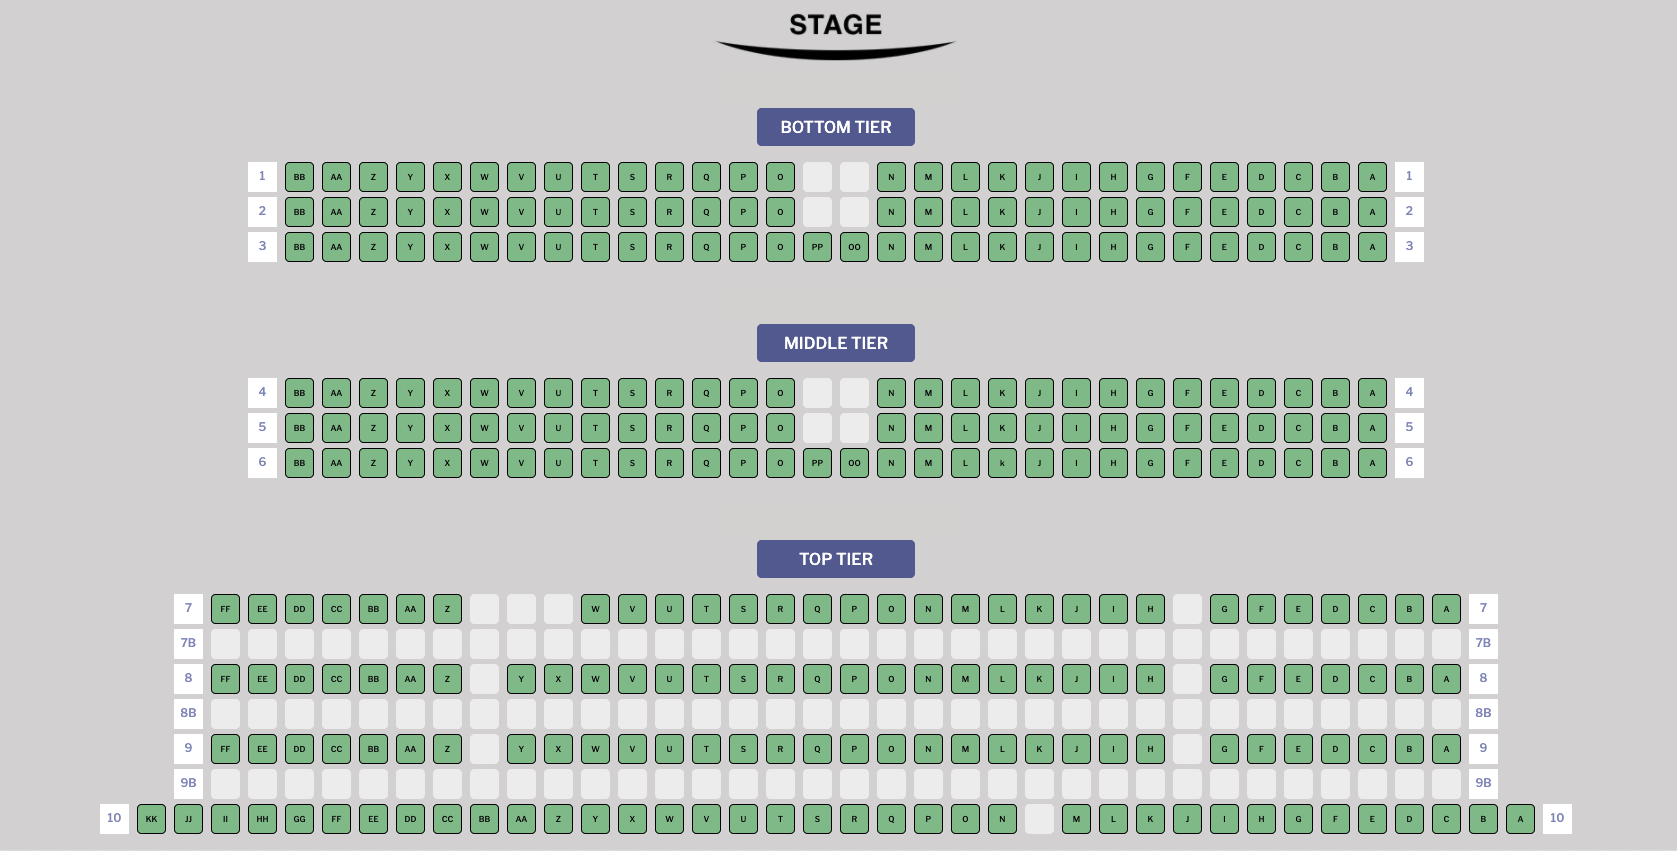 STAGE
BOTTOM TIER
1 BB AA Z Y X W V U T S R Q P O N M L K J I H G F E D C B A 1
2 BB AA Z Y X W V U T S R Q P O N M L K J I H G F E D C B A 2
3 BB AA Z Y X W V U T S R Q P O PP OO N M L K J I H G F E D C B A 3
MIDDLE TIER
4 BB AA Z Y X W V U T S R Q P O N M L K J I H G F E D C B A 4
5 BB AA Z Y X W V U T S R Q P O N M L K J I H G F E D C B A 5
6 BB AA Z Y X W V U T S R Q P O PP OO N M L k J I H G F E D C B A 6
TOP TIER
7 FF EE DD CC BB AA Z W V U T S R Q P O N M L K J I H G F E D C B A 7
7B 7B
8 FF EE DD CC BB AA Z Y X W V U T S R Q P O N M L K J I H G F E D C B A 8
8B 8B
9 FF EE DD CC BB AA Z Y X W V U T S R Q P O N M L K J I H G F E D C B A 9
9B 9B
10 KK JJ II HH GG FF EE DD CC BB AA Z Y X W V U T S R Q P O N M L K J I H G F E D C B A 10